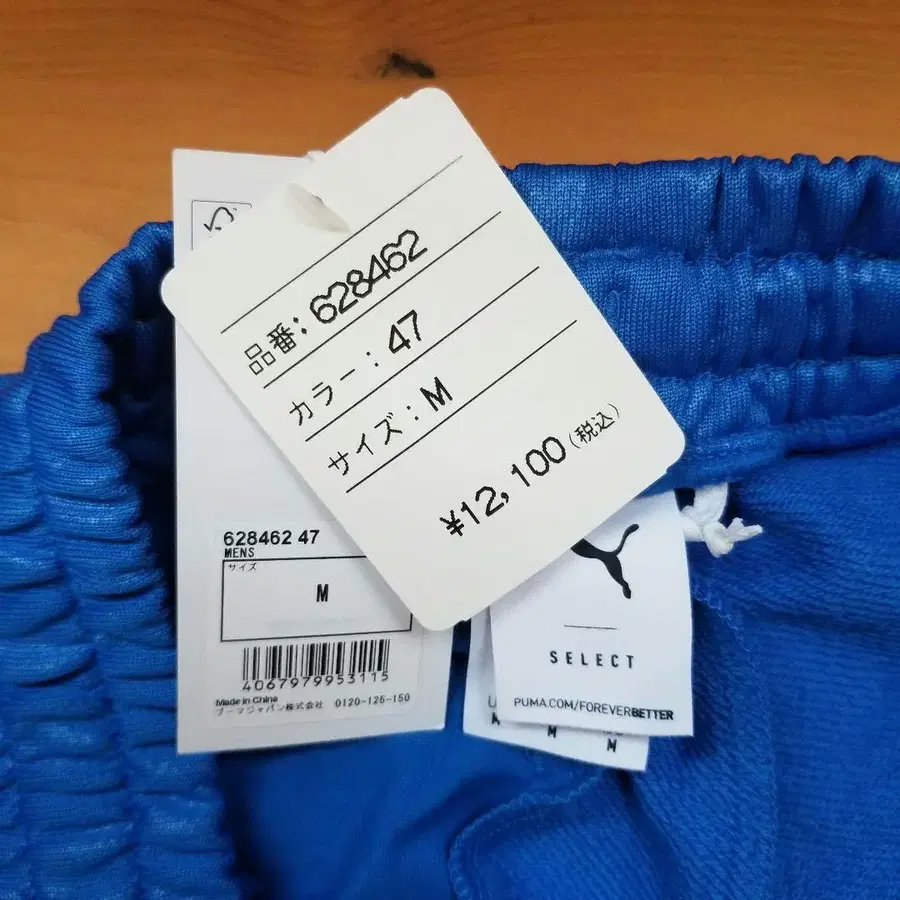 品番：628462
カラー：47
サイズ：M
¥12,100(税込)
628462 47
MENS
サイズ
M
4067979953115
Made in China
プーマジャパン株式会社 0120-125-150
SELECT
PUMA.COM/FOREVERBETTER
M
M